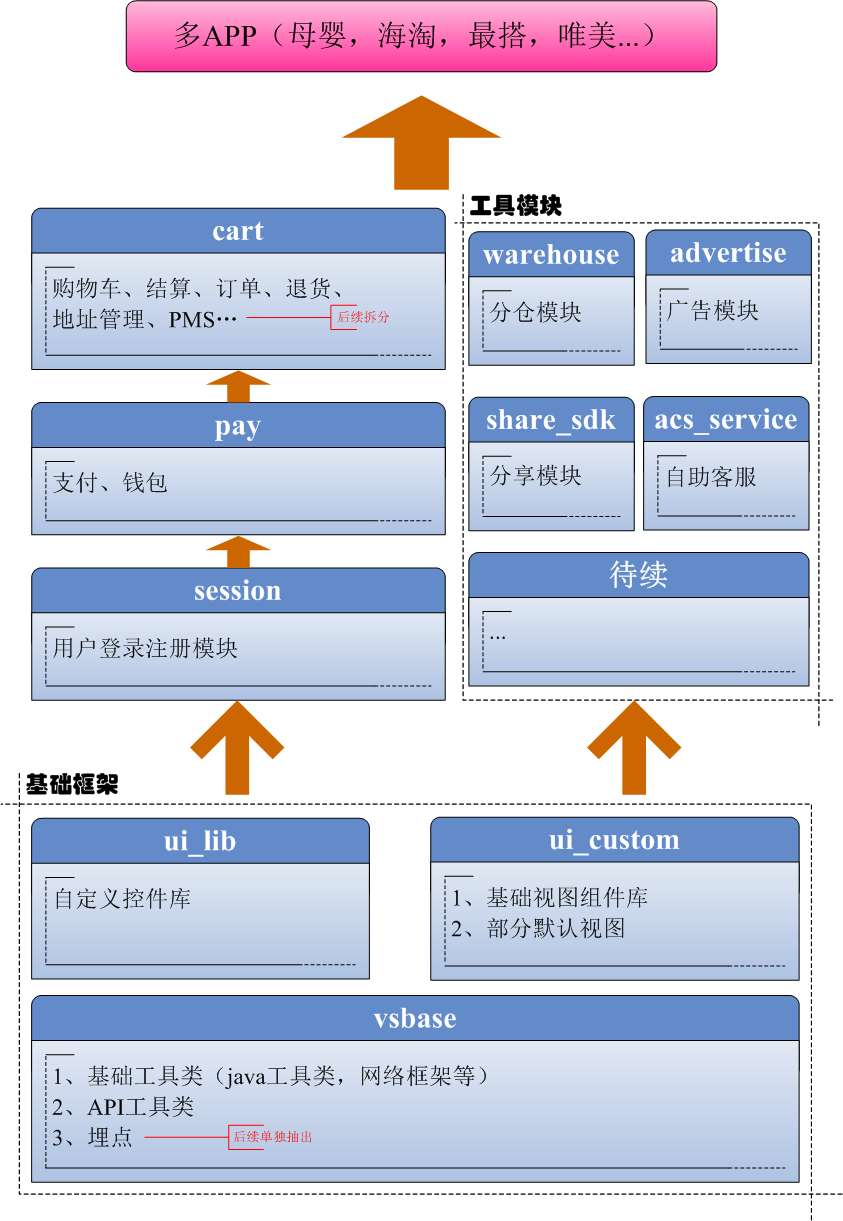 多APP（母婴，海淘，最搭，唯美...）
cart
购物车、结算、订单、退货、
地址管理、PMS…
后续拆分
pay
支付、钱包
session
用户登录注册模块
工具模块
warehouse
分仓模块
advertise
广告模块
share_sdk
分享模块
acs_service
自助客服
待续
...
基础框架
ui_lib
自定义控件库
ui_custom
1、基础视图组件库
2、部分默认视图
vsbase
1、基础工具类（java工具类，网络框架等）
2、API工具类
3、埋点
后续单独抽出